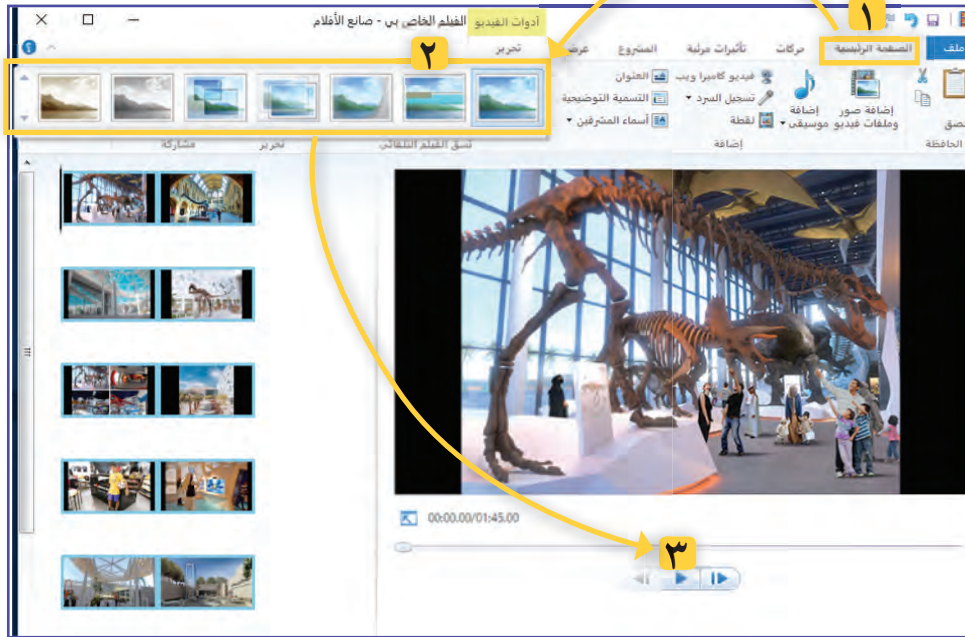 ١
أدوات الفيديو
الفيلم الخاص بي - صانع الأفلام
ملف
الصفحة الرئيسية
حركات
تأثيرات مرئية
المشروع
عرض
تحرير
٢
لصق
إضافة صور وملفات فيديو
إضافة موسيقى
فيديو كاميرا ويب
تسجيل السرد
لقطة
العنوان
التسمية التوضيحية
أسماء المشرفين
الحافظة
إضافة
نسق الفيلم التلقائي
تحرير
مشاركة
00:00.00/01:45.00
٣